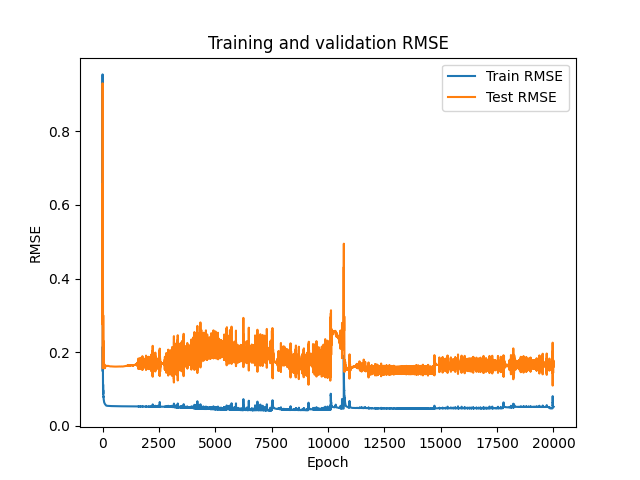 Training and validation RMSE
Train RMSE
Test RMSE
RMSE
0.8
0.6
0.4
0.2
0.0
0 2500 5000 7500 10000 12500 15000 17500 20000
Epoch